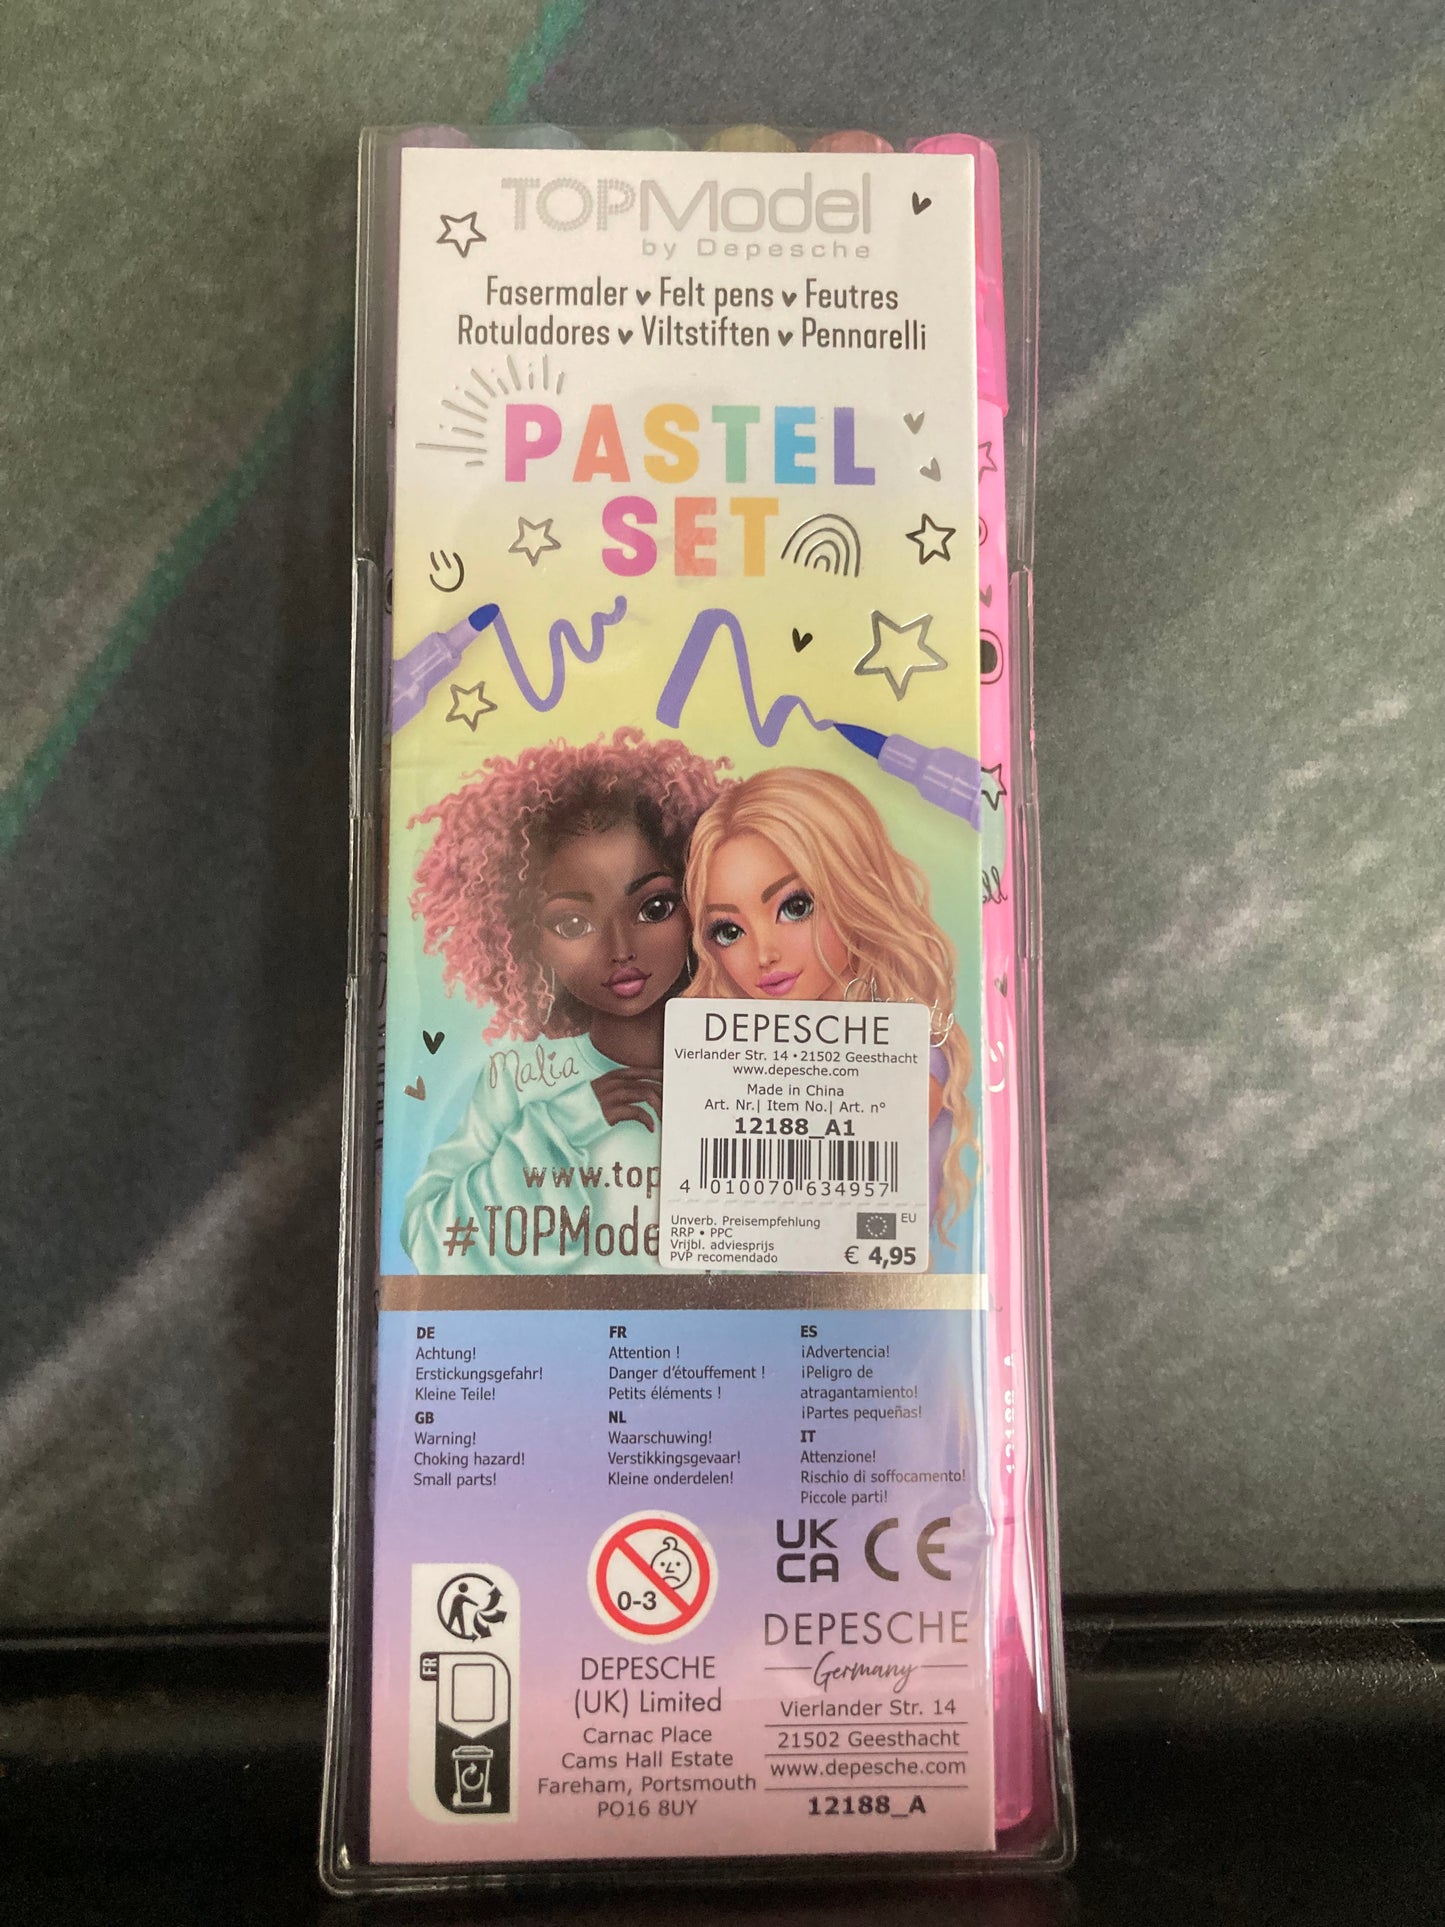 TOPModel
by Depesche
Fasermaler Felt pens Feutres
Rotuladores Viltstiften Pennarelli
PASTEL
SET
Malia
DEPESCHE
Vierlander Str. 14 • 21502 Geesthacht
www.depesche.com
Made in China
Art. Nr.| Item No.| Art. n°
12188_A1
4 010070 634957
Unverb. Preisempfehlung
RRP • PPC
Vrijbl. adviesprijs
PVP recomendado
EU
€ 4,95
www.top
#TOPMode
DE
Achtung!
Erstickungsgefahr!
Kleine Teile!
GB
Warning!
Choking hazard!
Small parts!
FR
Attention !
Danger d'étouffement !
Petits éléments !
NL
Waarschuwing!
Verstikkingsgevaar!
Kleine onderdelen!
ES
¡Advertencia!
¡Peligro de
atragantamiento!
¡Partes pequeñas!
IT
Attenzione!
Rischio di soffocamento!
Piccole parti!
FR
0-3
UK
CA
CE
DEPESCHE
(UK) Limited
Carnac Place
Cams Hall Estate
Fareham, Portsmouth
PO16 8UY
DEPESCHE
Germany
Vierlander Str. 14
21502 Geesthacht
www.depesche.com
12188_A